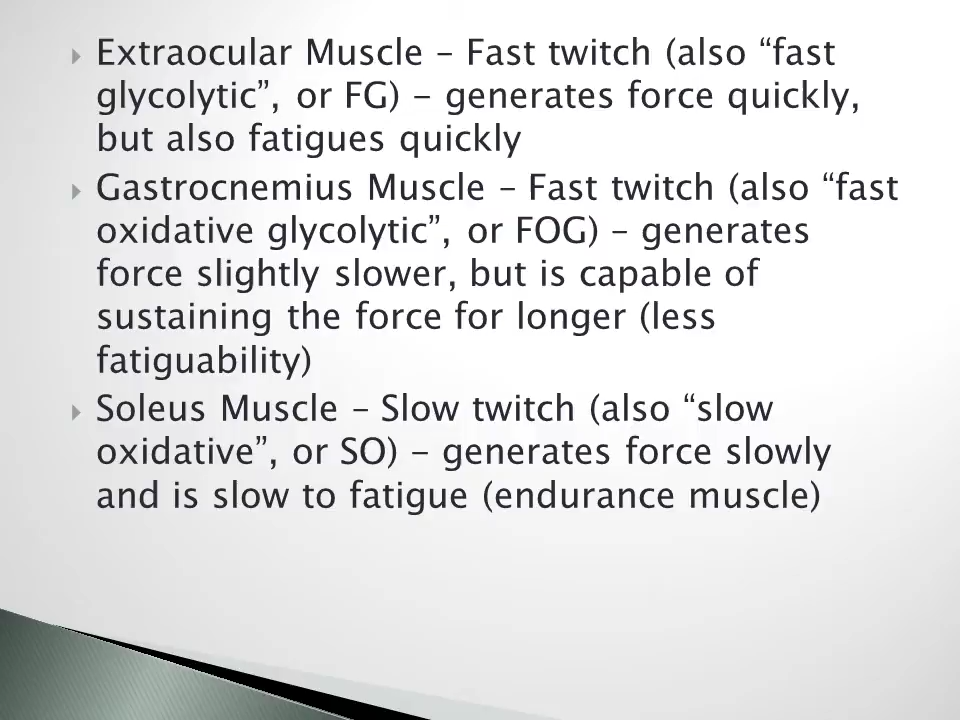 Extraocular Muscle – Fast twitch (also “fast
glycolytic”, or FG) - generates force quickly,
but also fatigues quickly
Gastrocnemius Muscle – Fast twitch (also “fast
oxidative glycolytic”, or FOG) – generates
force slightly slower, but is capable of
sustaining the force for longer (less
fatiguability)
Soleus Muscle – Slow twitch (also “slow
oxidative”, or SO) - generates force slowly
and is slow to fatigue (endurance muscle)